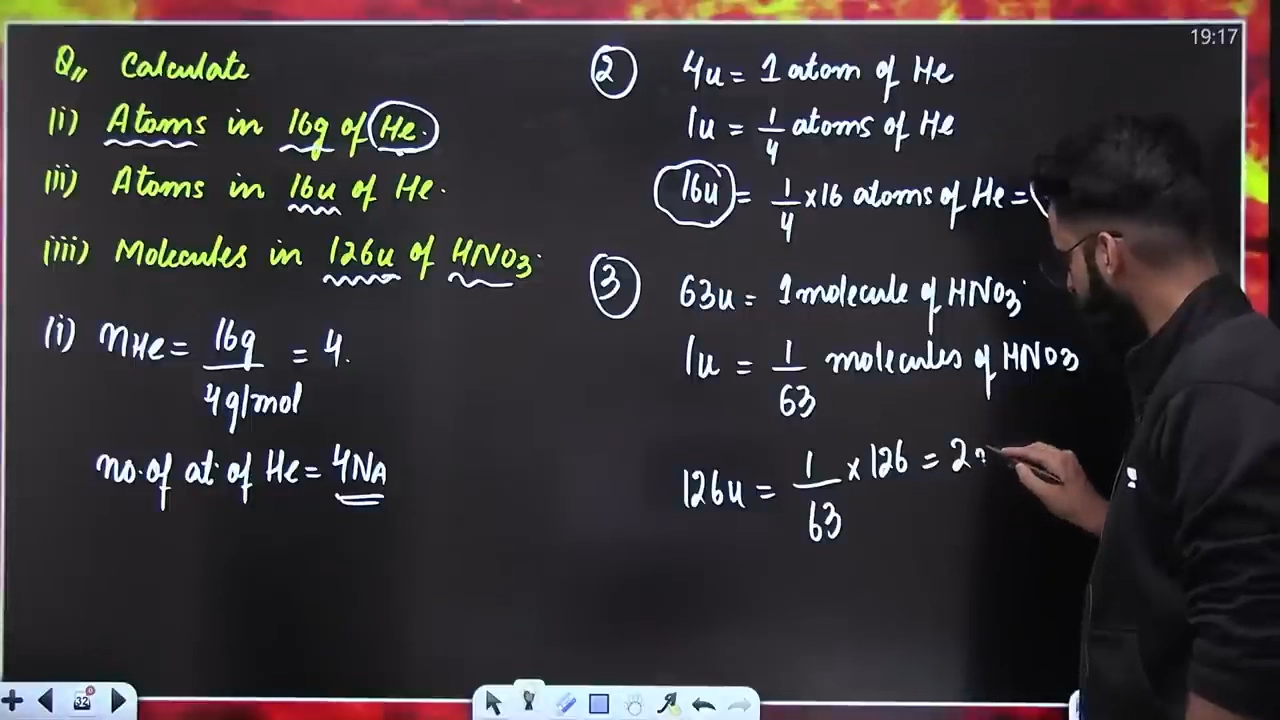 19:17
Q,, Calculate
(i) Atoms in 16g of He.
(ii) Atoms in 16u of He.
(iii) Molecules in 126u of HNO3.
(i) nHe = 16g / 4g/mol = 4.
no. of at. of He = 4NA
② 4u = 1 atom of He
1u = 1/4 atoms of He
16u = 1/4 × 16 atoms of He =
③ 63u = 1 molecule of HNO3.
1u = 1/63 molecules of HNO3
126u = 1/63 × 126 = 2
32